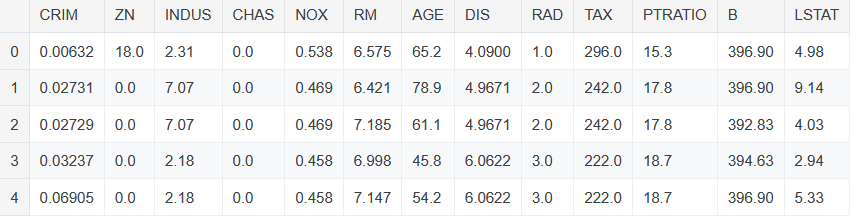 CRIM ZN INDUS CHAS NOX RM AGE DIS RAD TAX PTRATIO B LSTAT
0 0.00632 18.0 2.31 0.0 0.538 6.575 65.2 4.0900 1.0 296.0 15.3 396.90 4.98
1 0.02731 0.0 7.07 0.0 0.469 6.421 78.9 4.9671 2.0 242.0 17.8 396.90 9.14
2 0.02729 0.0 7.07 0.0 0.469 7.185 61.1 4.9671 2.0 242.0 17.8 392.83 4.03
3 0.03237 0.0 2.18 0.0 0.458 6.998 45.8 6.0622 3.0 222.0 18.7 394.63 2.94
4 0.06905 0.0 2.18 0.0 0.458 7.147 54.2 6.0622 3.0 222.0 18.7 396.90 5.33